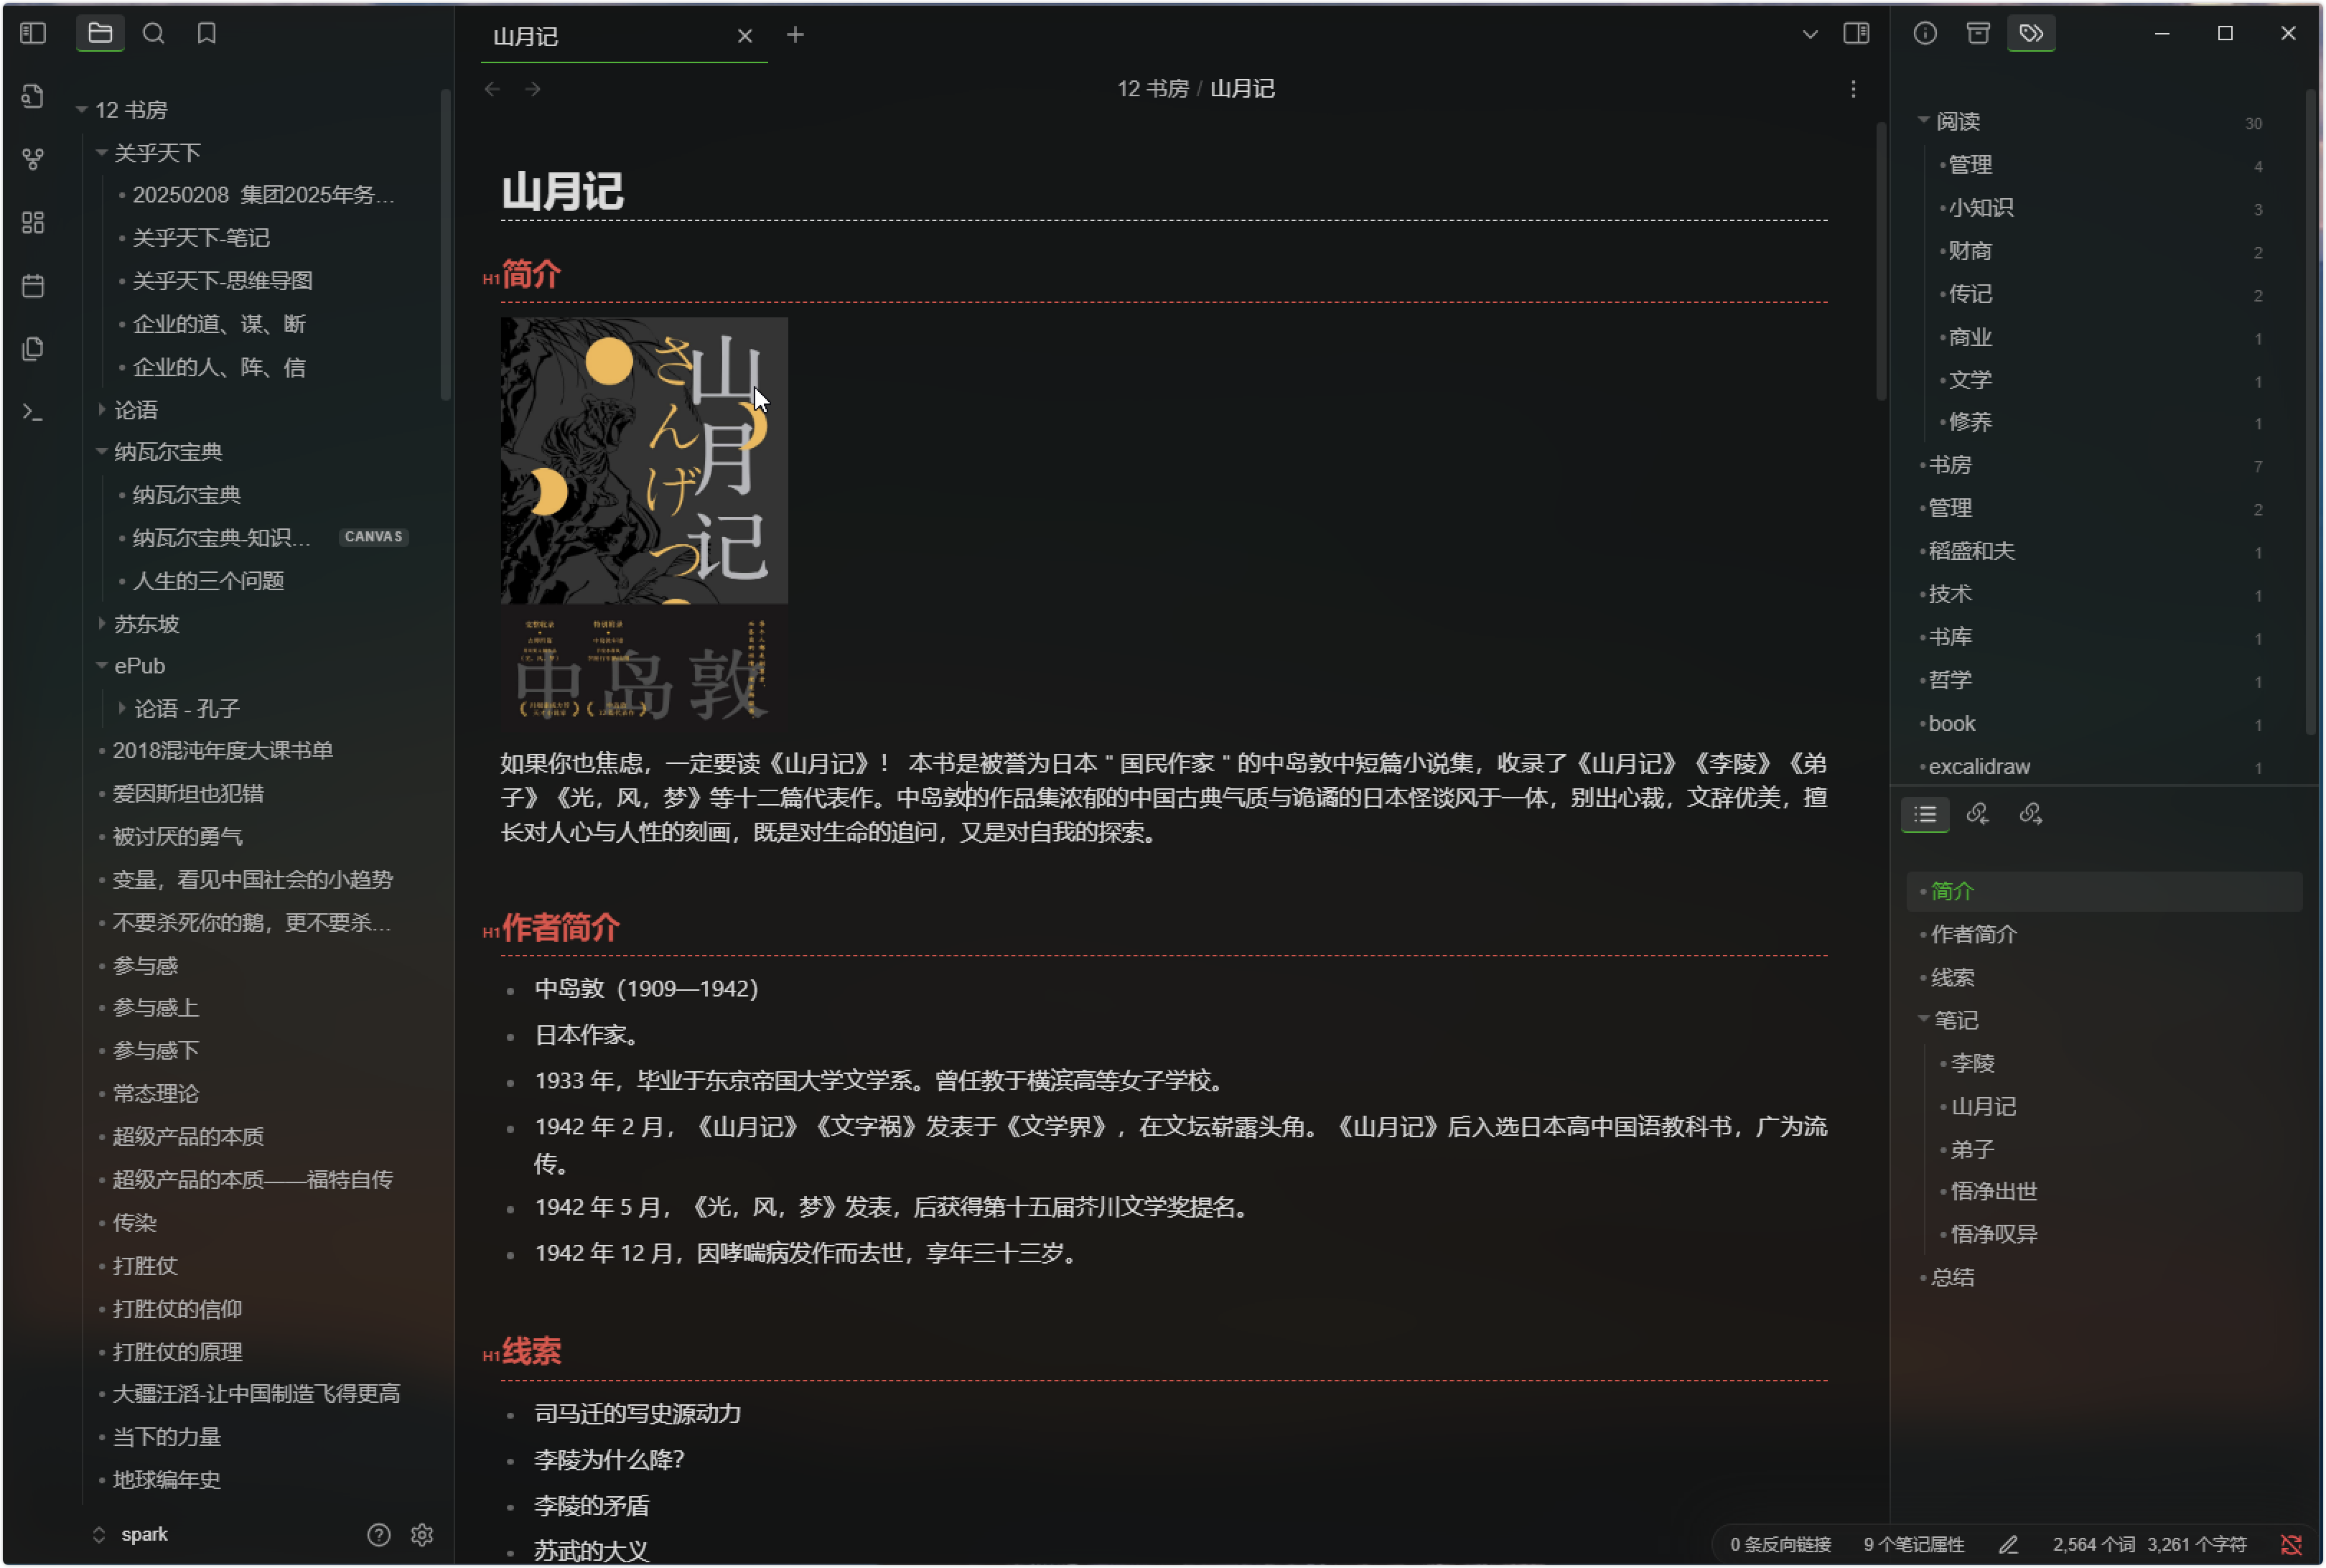 12 书房
关乎天下
20250208 集团2025年务…
关乎天下-笔记
关乎天下-思维导图
企业的道、谋、断
企业的人、阵、信
论语
纳瓦尔宝典
纳瓦尔宝典
纳瓦尔宝典-知识… CANVAS
人生的三个问题
苏东坡
ePub
论语 - 孔子
2018混沌年度大课书单
爱因斯坦也犯错
被讨厌的勇气
变量，看见中国社会的小趋势
不要杀死你的鹅，更不要杀…
参与感
参与感上
参与感下
常态理论
超级产品的本质
超级产品的本质——福特自传
传染
打胜仗
打胜仗的信仰
打胜仗的原理
大疆汪滔-让中国制造飞得更高
当下的力量
地球编年史
spark
山月记
12 书房 / 山月记
山月记
H1 简介
山月记
さんげつ
中岛敦
如果你也焦虑，一定要读《山月记》！ 本书是被誉为日本 " 国民作家 " 的中岛敦中短篇小说集，收录了《山月记》《李陵》《弟
子》《光，风，梦》等十二篇代表作。中岛敦的作品集浓郁的中国古典气质与诡谲的日本怪谈风于一体，别出心裁，文辞优美，擅
长对人心与人性的刻画，既是对生命的追问，又是对自我的探索。
H1 作者简介
中岛敦（1909—1942）
日本作家。
1933 年，毕业于东京帝国大学文学系。曾任教于横滨高等女子学校。
1942 年 2 月，《山月记》《文字祸》发表于《文学界》，在文坛崭露头角。《山月记》后入选日本高中国语教科书，广为流
传。
1942 年 5 月，《光，风，梦》发表，后获得第十五届芥川文学奖提名。
1942 年 12 月，因哮喘病发作而去世，享年三十三岁。
H1 线索
司马迁的写史源动力
李陵为什么降？
李陵的矛盾
苏武的大义
阅读 30
管理 4
小知识 3
财商 2
传记 2
商业 1
文学 1
修养 1
书房 7
管理 2
稻盛和夫 1
技术 1
书库 1
哲学 1
book 1
excalidraw 1
简介
作者简介
线索
笔记
李陵
山月记
弟子
悟净出世
悟净叹异
总结
0 条反向链接 9 个笔记属性 2,564 个词 3,261 个字符